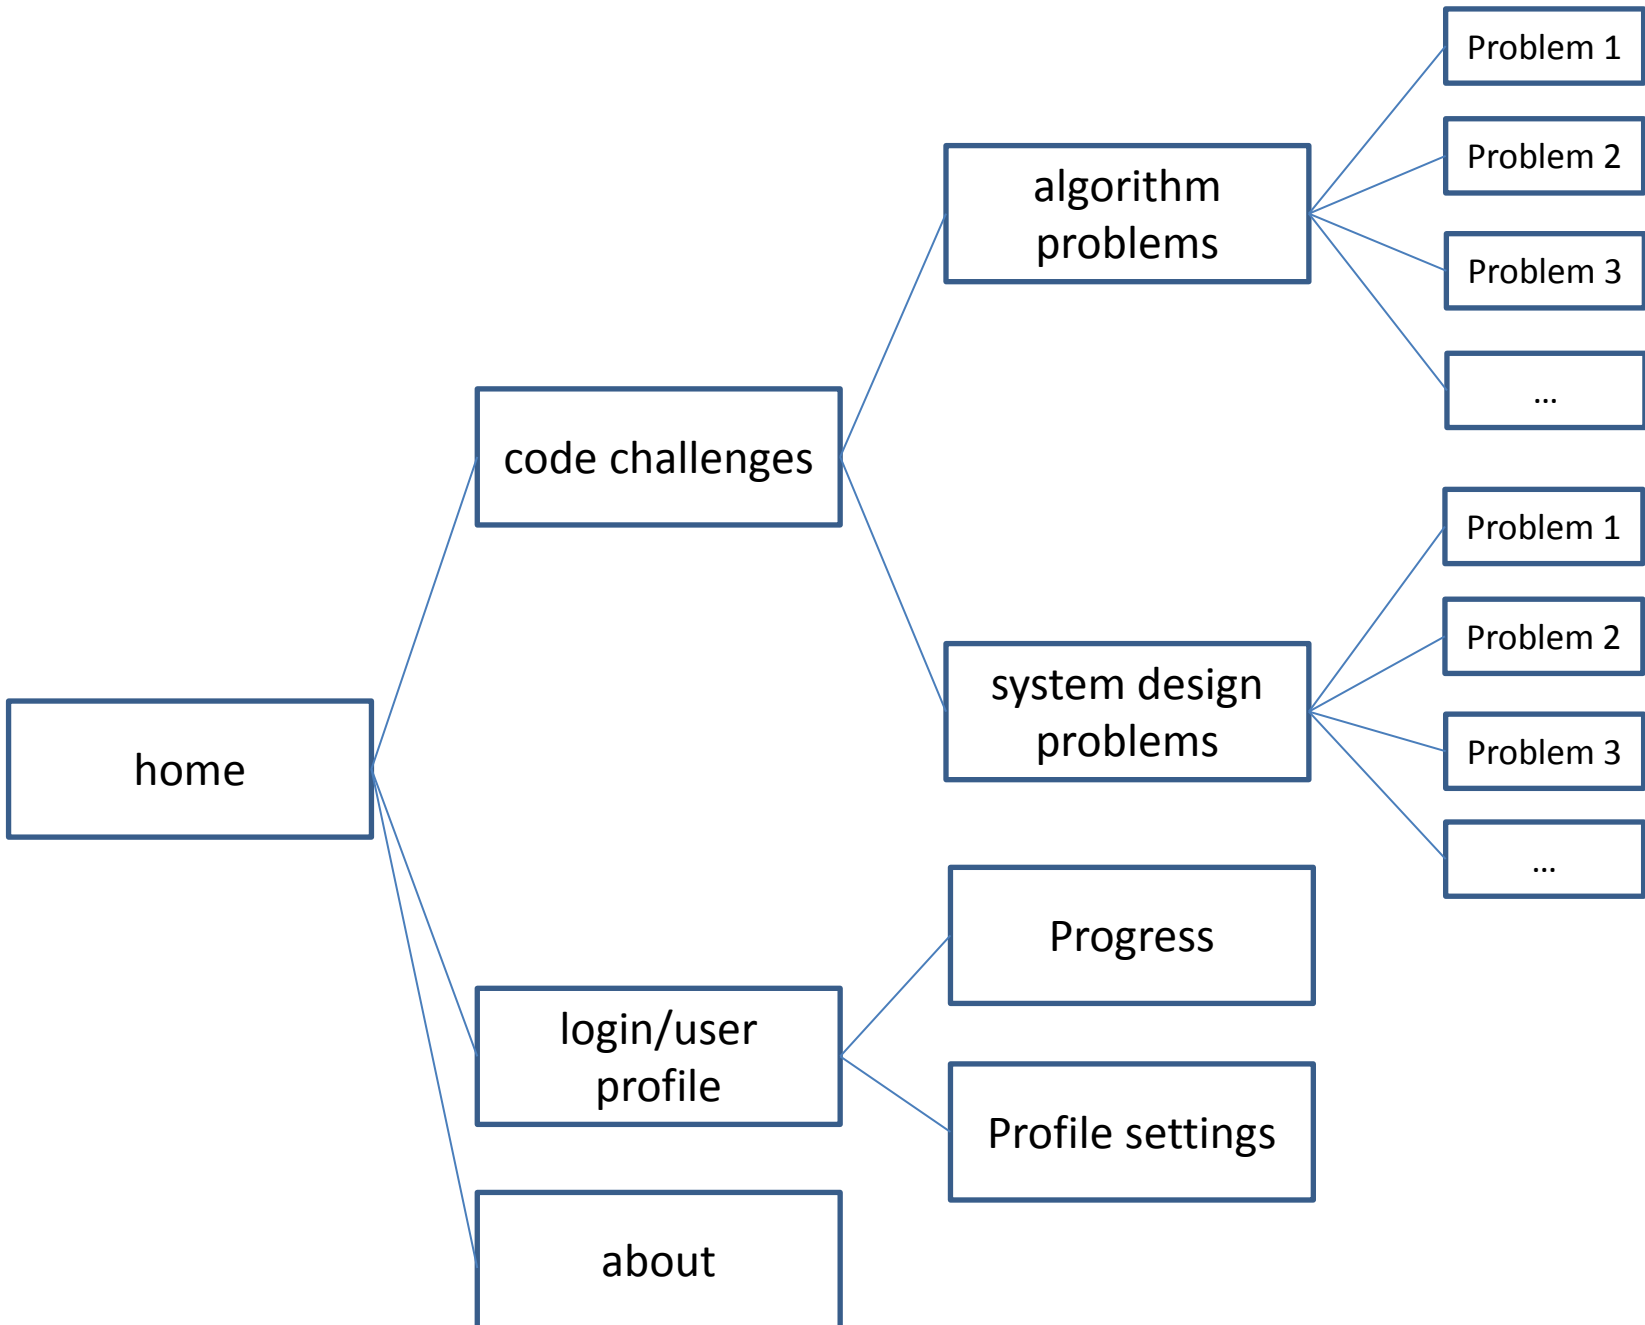 Problem 1
Problem 2
Problem 3
...
algorithm
problems
code challenges
Problem 1
Problem 2
Problem 3
...
system design
problems
home
Progress
login/user
profile
Profile settings
about